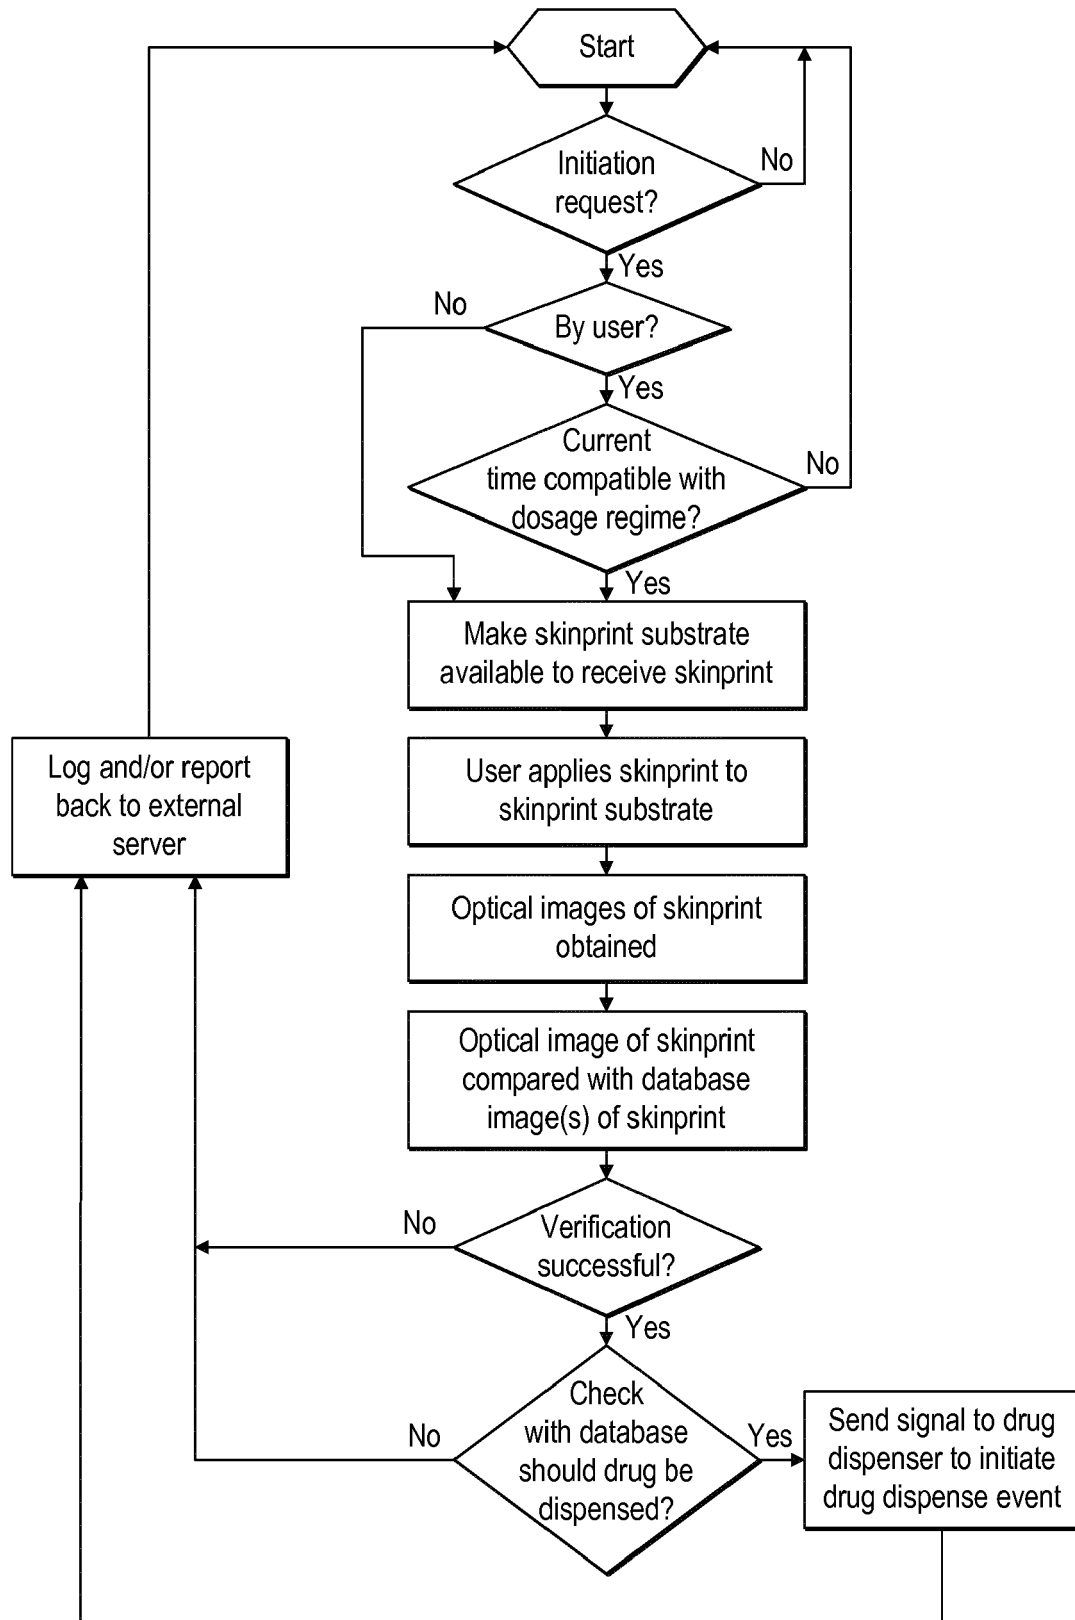 Start
Initiation
request?
No
Yes
No
By user?
Yes
Current
time compatible with
dosage regime?
No
Yes
Make skinprint substrate
available to receive skinprint
Log and/or report
back to external
server
User applies skinprint to
skinprint substrate
Optical images of skinprint
obtained
Optical image of skinprint
compared with database
image(s) of skinprint
No
Verification
successful?
Yes
No
Check
with database
should drug be
dispensed?
Yes
Send signal to drug
dispenser to initiate
drug dispense event